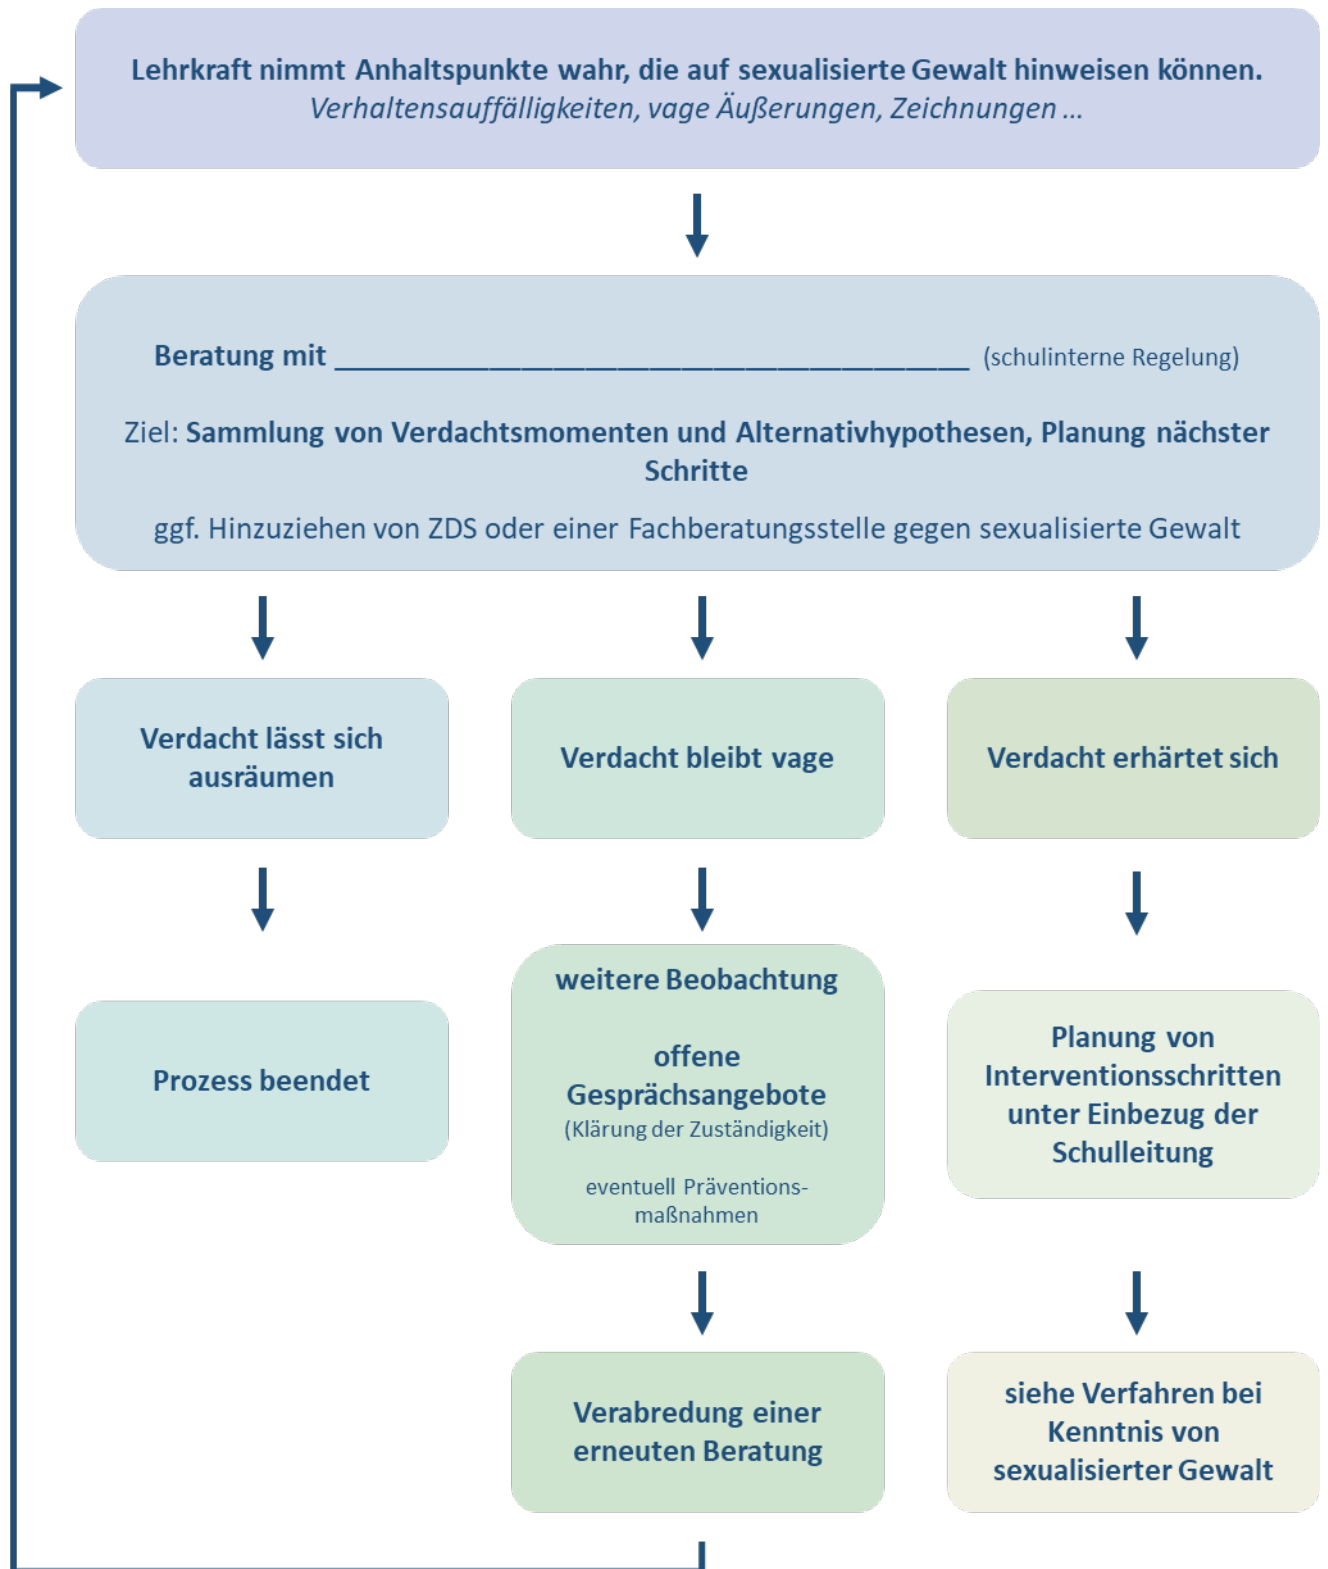 Lehrkraft nimmt Anhaltspunkte wahr, die auf sexualisierte Gewalt hinweisen können.
Verhaltensauffälligkeiten, vage Äußerungen, Zeichnungen ...
Beratung mit ________________________________________ (schulinterne Regelung)
Ziel: Sammlung von Verdachtsmomenten und Alternativhypothesen, Planung nächster
Schritte
ggf. Hinzuziehen von ZDS oder einer Fachberatungsstelle gegen sexualisierte Gewalt
Verdacht lässt sich
ausräumen
Verdacht bleibt vage
Verdacht erhärtet sich
Prozess beendet
weitere Beobachtung
offene
Gesprächsangebote
(Klärung der Zuständigkeit)
eventuell Präventions-
maßnahmen
Planung von
Interventionsschritten
unter Einbezug der
Schulleitung
Verabredung einer
erneuten Beratung
siehe Verfahren bei
Kenntnis von
sexualisierter Gewalt